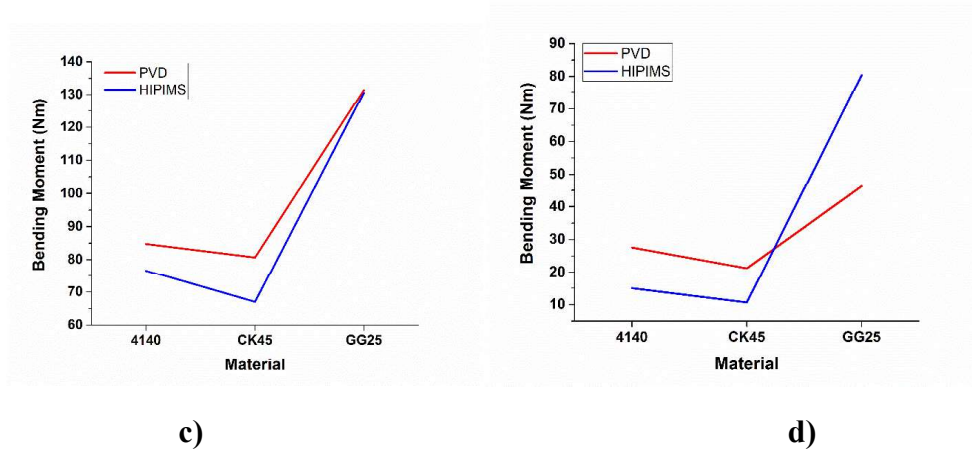 140
130
120
110
100
90
80
70
60
Bending Moment (Nm)
PVD
HIPIMS
4140 CK45 GG25
Material
c)
90
80
70
60
50
40
30
20
10
Bending Moment (Nm)
PVD
HIPIMS
4140 CK45 GG25
Material
d)